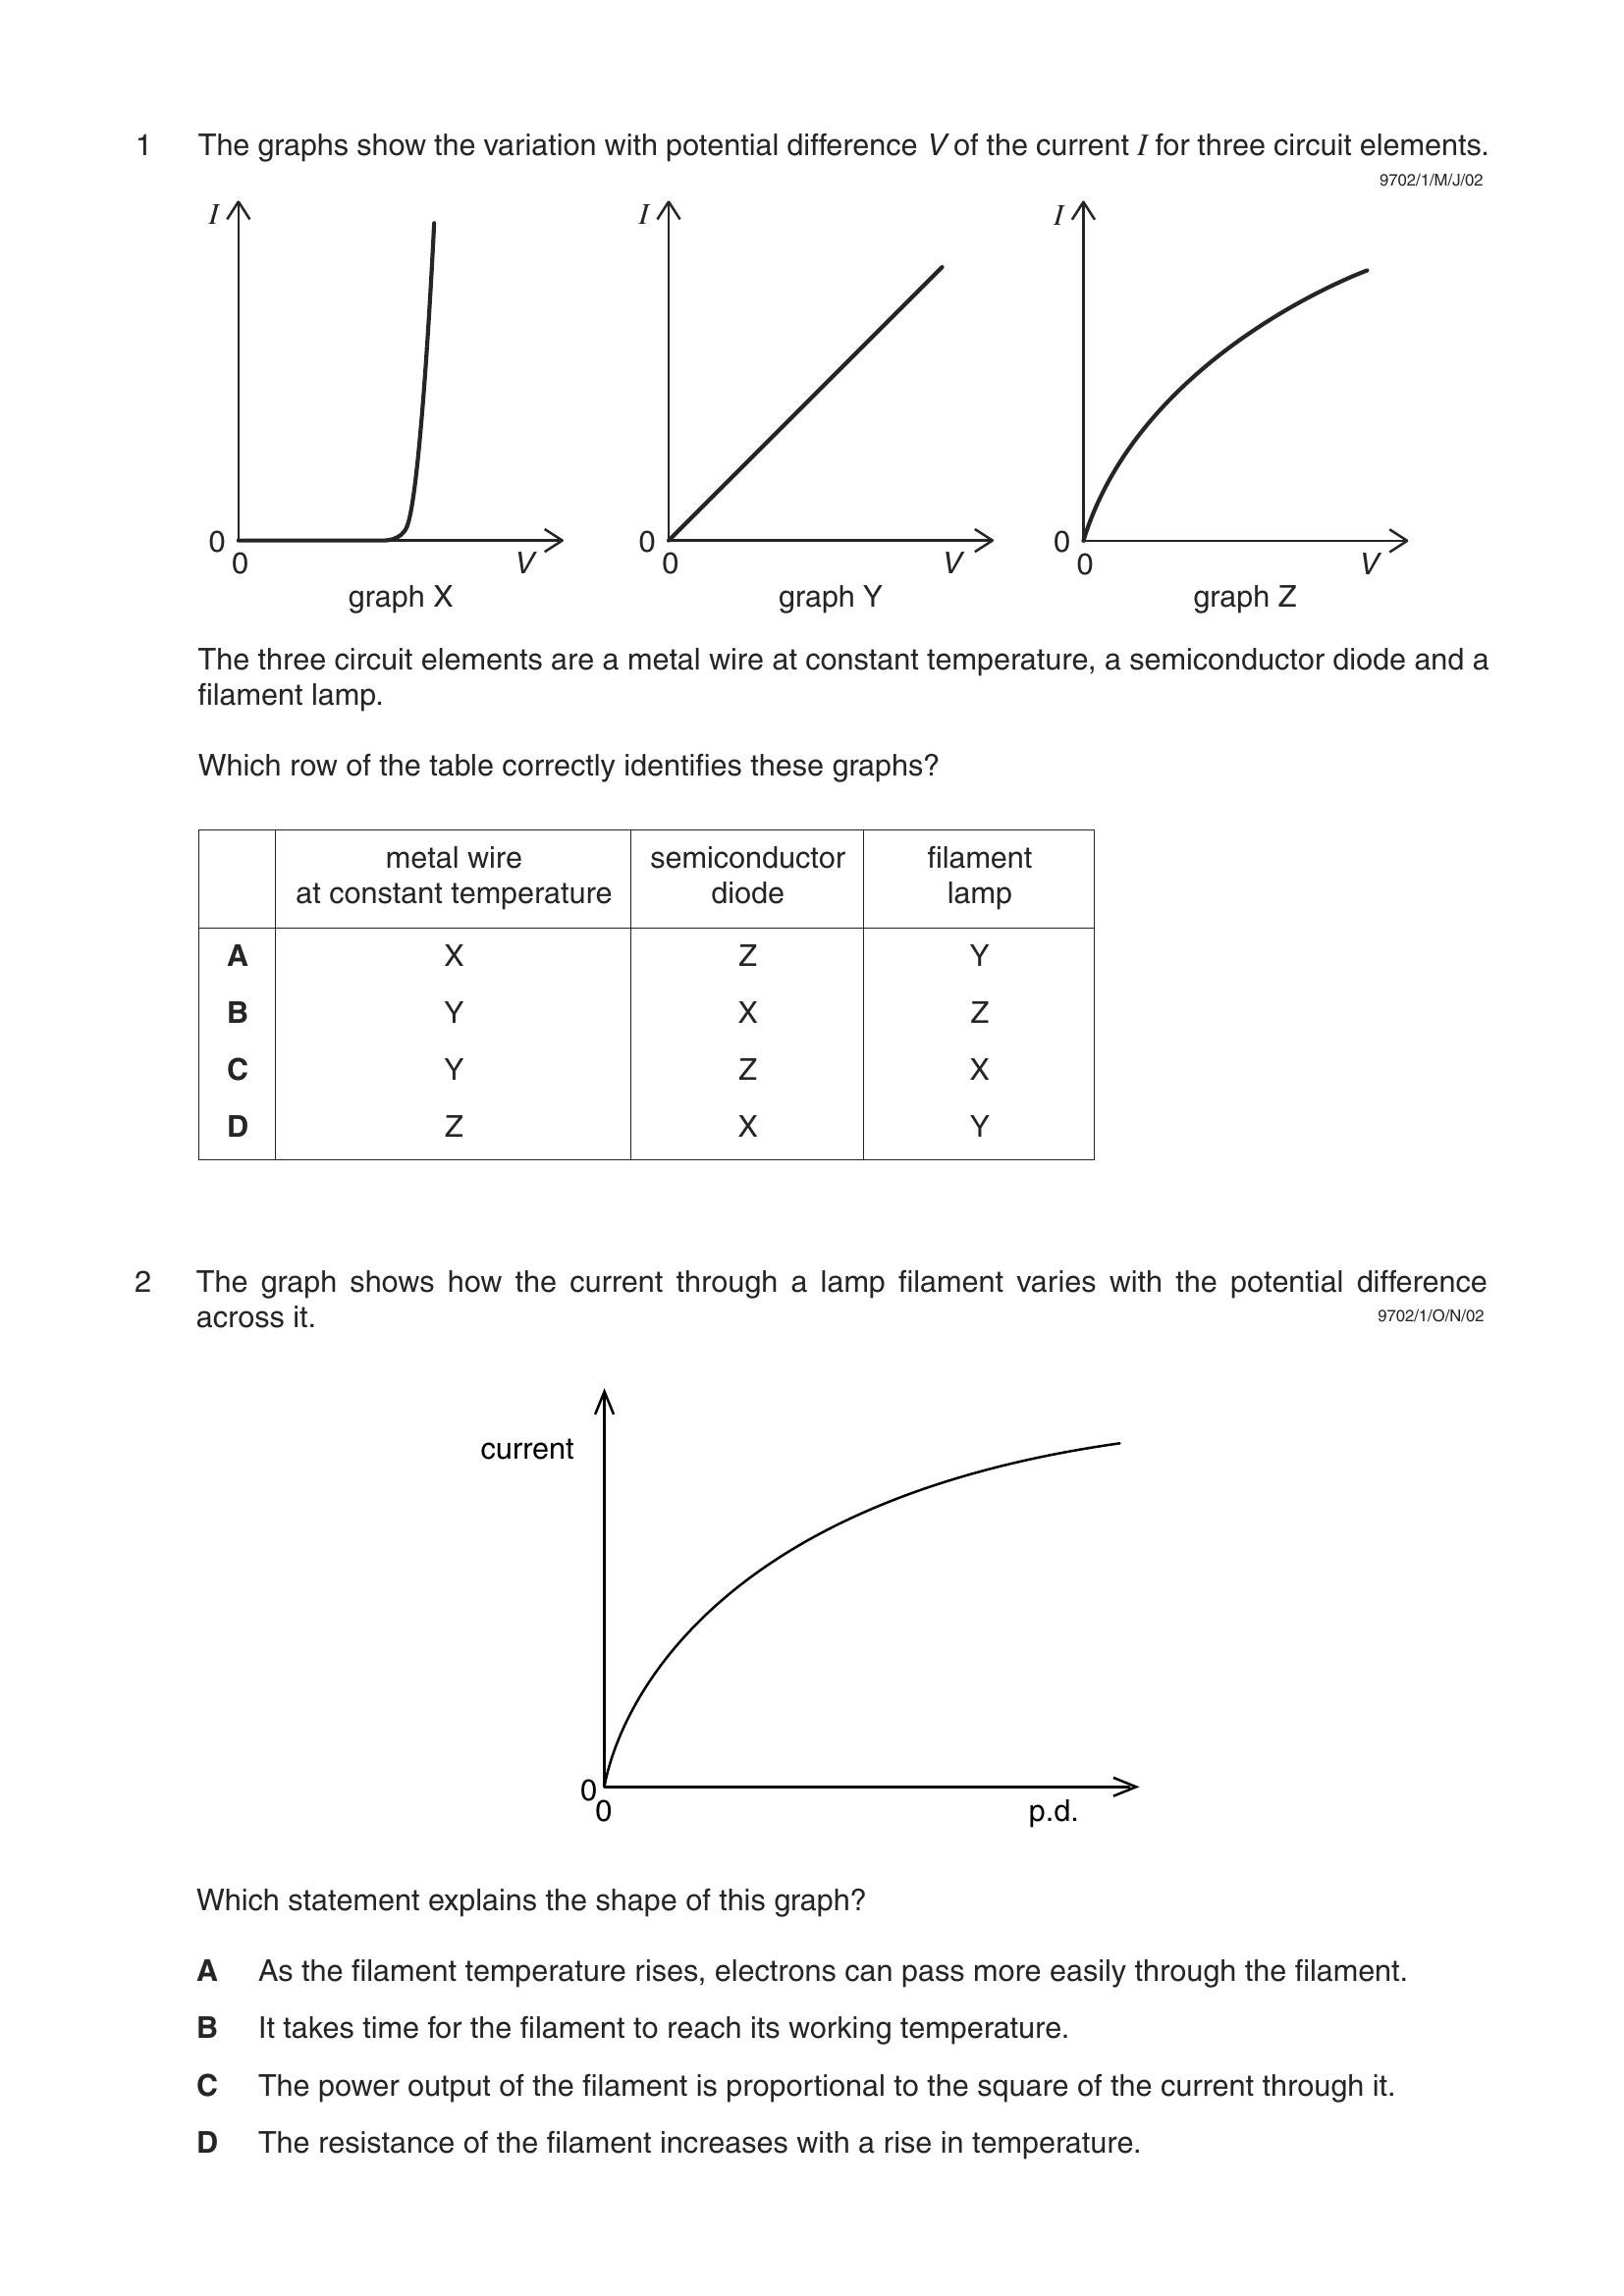 1 The graphs show the variation with potential difference V of the current I for three circuit elements.
9702/1/M/J/02
I I I
0 0 0
0 V 0 V 0 V
graph X graph Y graph Z
The three circuit elements are a metal wire at constant temperature, a semiconductor diode and a
filament lamp.
Which row of the table correctly identifies these graphs?
metal wire semiconductor filament
at constant temperature diode lamp
A X Z Y
B Y X Z
C Y Z X
D Z X Y
2 The graph shows how the current through a lamp filament varies with the potential difference
across it. 9702/1/O/N/02
current
0
0 p.d.
Which statement explains the shape of this graph?
A As the filament temperature rises, electrons can pass more easily through the filament.
B It takes time for the filament to reach its working temperature.
C The power output of the filament is proportional to the square of the current through it.
D The resistance of the filament increases with a rise in temperature.